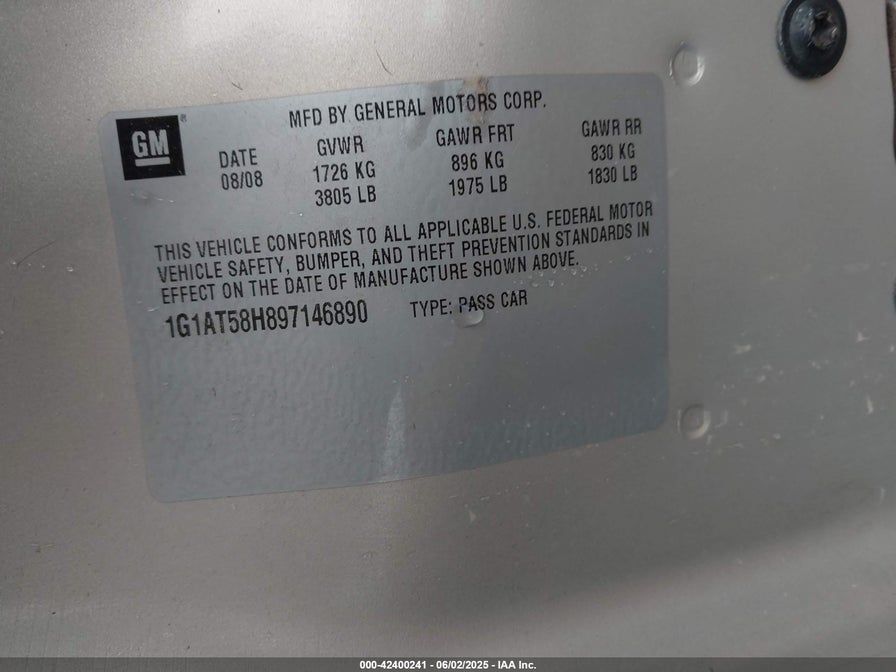 MFD BY GENERAL MOTORS CORP.
GM®
DATE GVWR GAWR FRT GAWR RR
08/08 1726 KG 896 KG 830 KG
3805 LB 1975 LB 1830 LB
THIS VEHICLE CONFORMS TO ALL APPLICABLE U.S. FEDERAL MOTOR
VEHICLE SAFETY, BUMPER, AND THEFT PREVENTION STANDARDS IN
EFFECT ON THE DATE OF MANUFACTURE SHOWN ABOVE.
1G1AT58H897146890 TYPE: PASS CAR
000-42400241 - 06/02/2025 - IAA Inc.